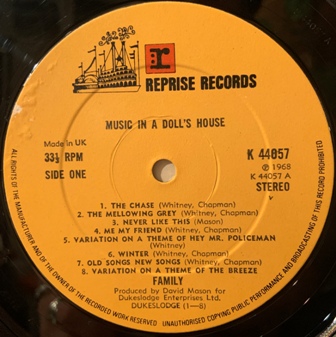 r
REPRISE RECORDS
MUSIC IN A DOLL'S HOUSE
Made in UK
33⅓ RPM
SIDE ONE
K 44057
℗ 1968
K 44057 A
STEREO
1. THE CHASE (Whitney, Chapman)
2. THE MELLOWING GREY (Whitney, Chapman)
3. NEVER LIKE THIS (Mason)
4. ME MY FRIEND (Whitney, Chapman)
5. VARIATION ON A THEME OF HEY MR. POLICEMAN
(Whitney)
6. WINTER (Whitney, Chapman)
7. OLD SONGS NEW SONGS (Whitney, Chapman)
8. VARIATION ON A THEME OF THE BREEZE
FAMILY
Produced by David Mason for
Dukeslodge Enterprises Ltd.
DUKESLODGE (1—8)
ALL RIGHTS OF THE MANUFACTURER AND OF THE OWNER OF THE RECORDED WORK RESERVED UNAUTHORISED COPYING PUBLIC PERFORMANCE AND BROADCASTING OF THIS RECORD PROHIBITED